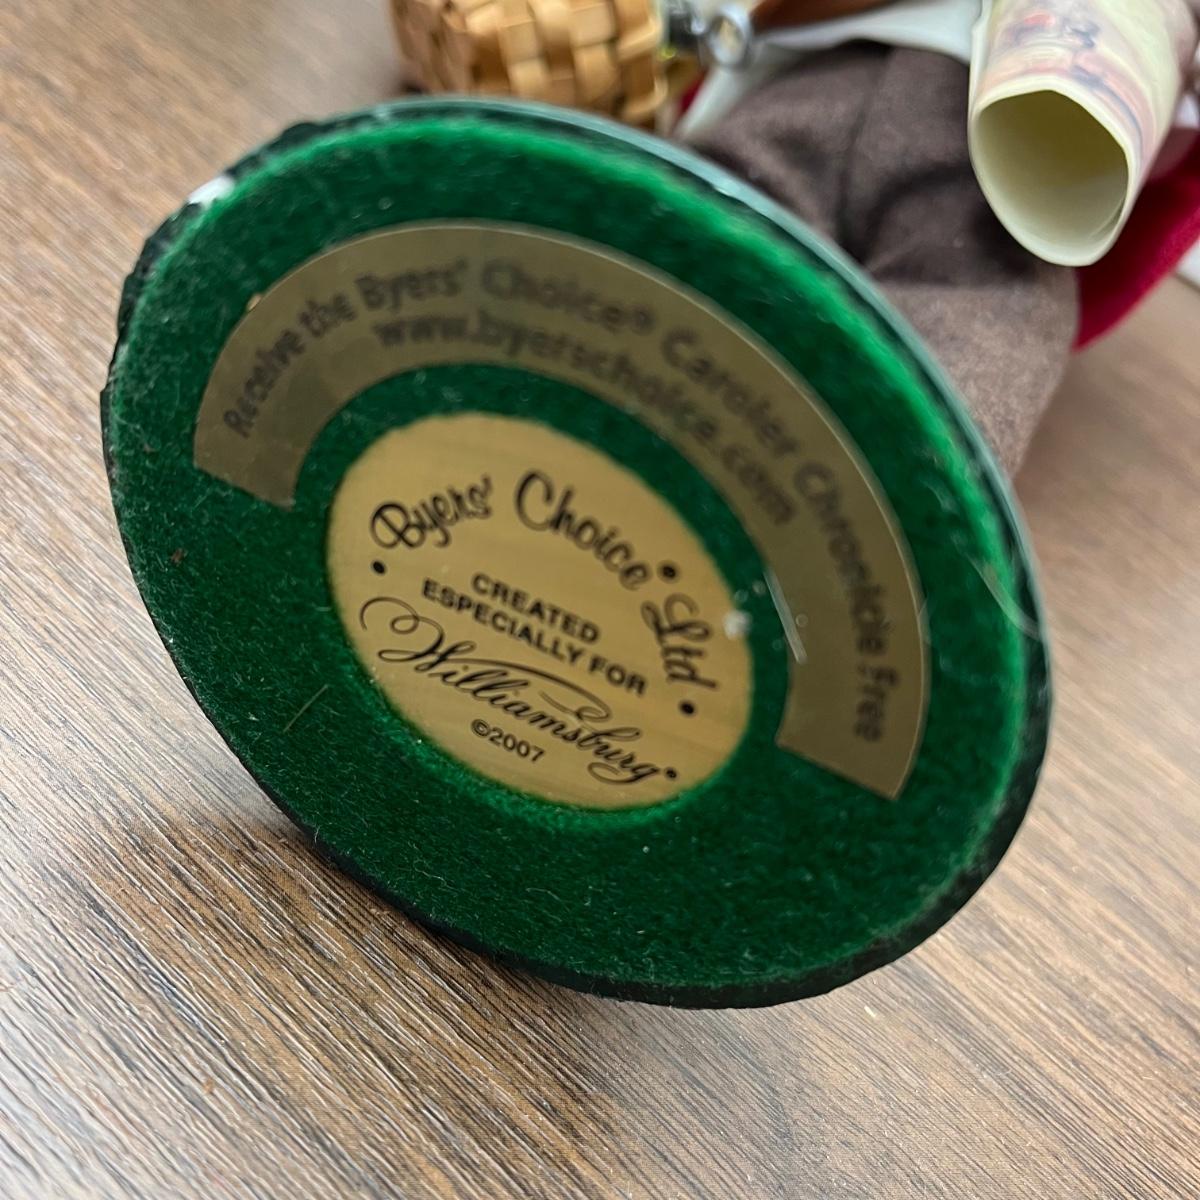 Receive the Byers' Choice® Caroler Chronicle Free
www.byerschoice.com
Byers' Choice® Ltd
CREATED
ESPECIALLY FOR
Williamsburg®
©2007